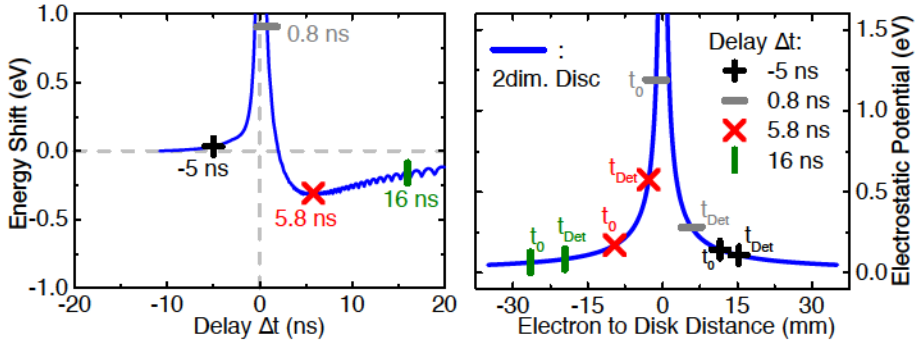 Energy Shift (eV)
1.0
0.5
0.0
-0.5
-1.0
0.8 ns
-5 ns
5.8 ns
16 ns
-20
-10
0
10
20
Delay Δt (ns)
:
2dim. Disc
Delay Δt:
-5 ns
0.8 ns
5.8 ns
16 ns
t0
tDet
t0
tDet
t0
tDet
t0
tDet
1.5
1.0
0.5
0.0
Electrostatic Potential (eV)
-30
-15
0
15
30
Electron to Disk Distance (mm)